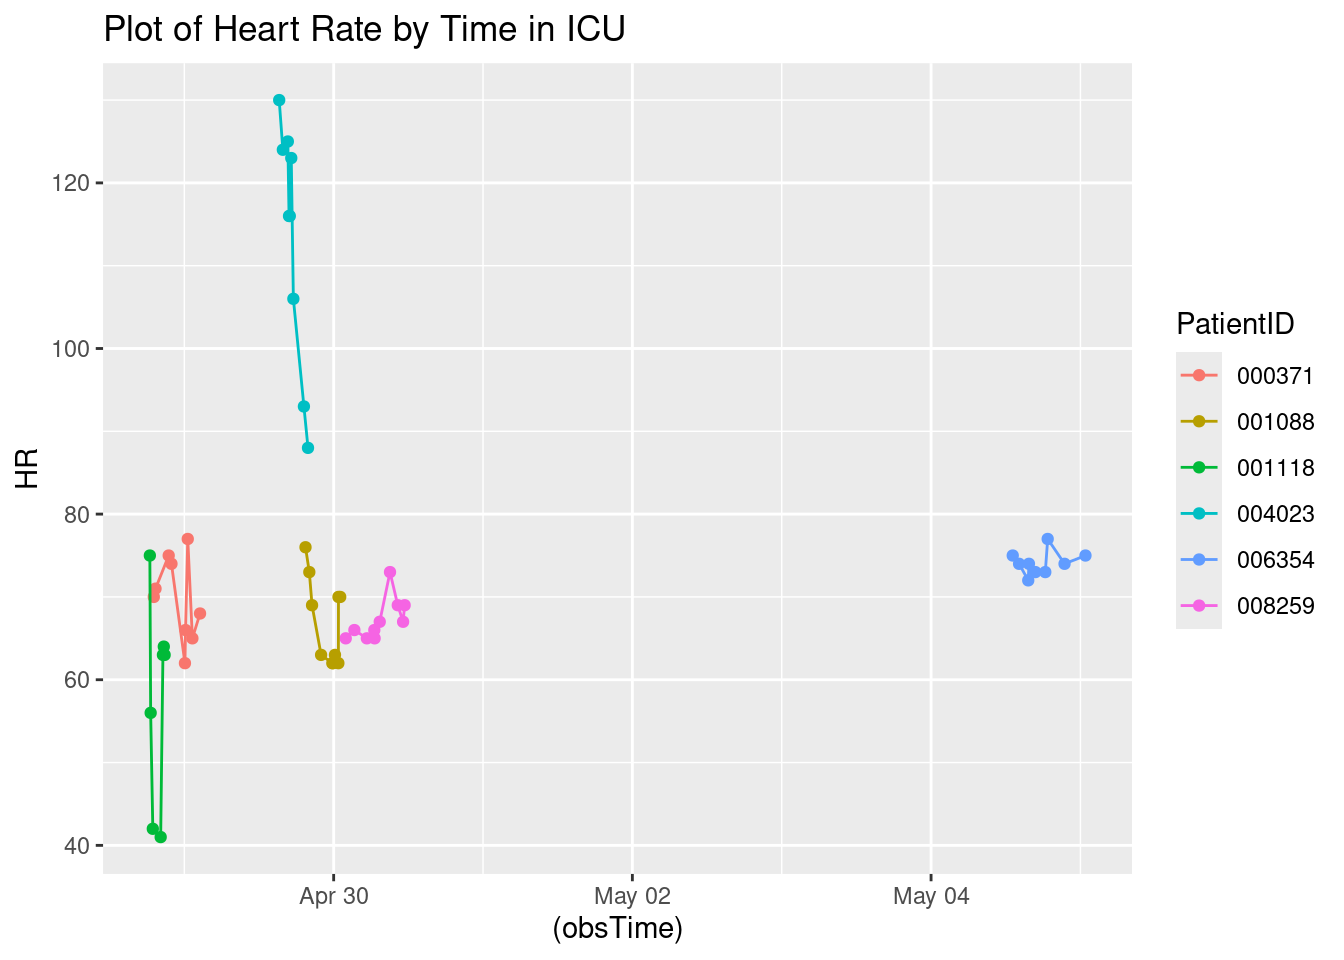 Plot of Heart Rate by Time in ICU
120
100
80
60
40
HR
Apr 30
May 02
May 04
(obsTime)
PatientID
000371
001088
001118
004023
006354
008259